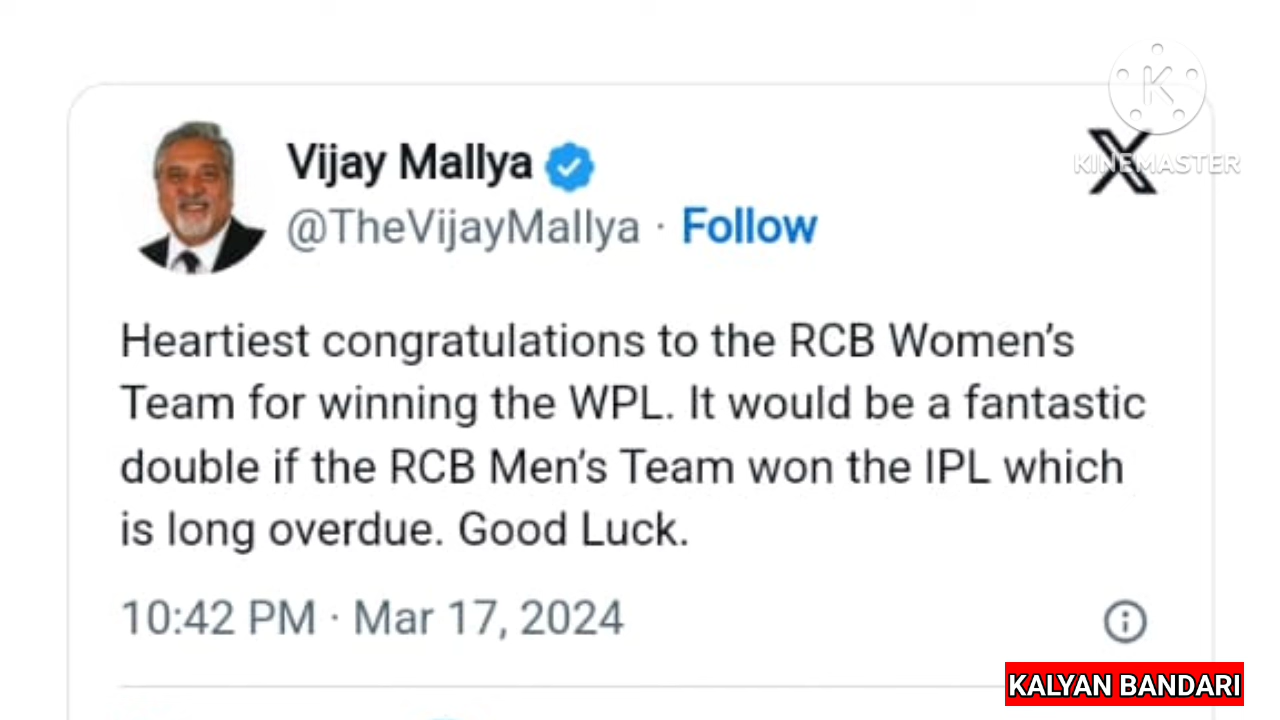 Vijay Mallya
@TheVijayMallya · Follow
X
KINEMASTER
Heartiest congratulations to the RCB Women’s
Team for winning the WPL. It would be a fantastic
double if the RCB Men’s Team won the IPL which
is long overdue. Good Luck.
10:42 PM · Mar 17, 2024
KALYAN BANDARI